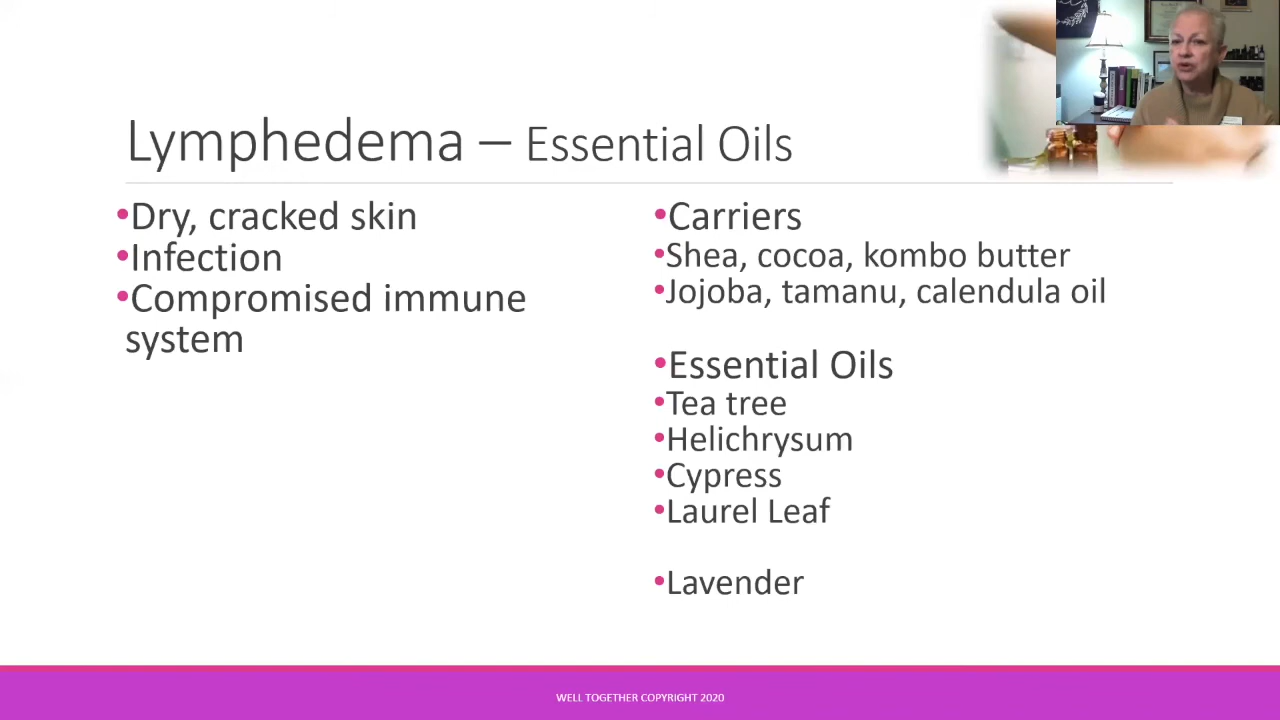 Lymphedema – Essential Oils
•Dry, cracked skin
•Infection
•Compromised immune
system
•Carriers
•Shea, cocoa, kombo butter
•Jojoba, tamanu, calendula oil
•Essential Oils
•Tea tree
•Helichrysum
•Cypress
•Laurel Leaf
•Lavender
WELL TOGETHER COPYRIGHT 2020